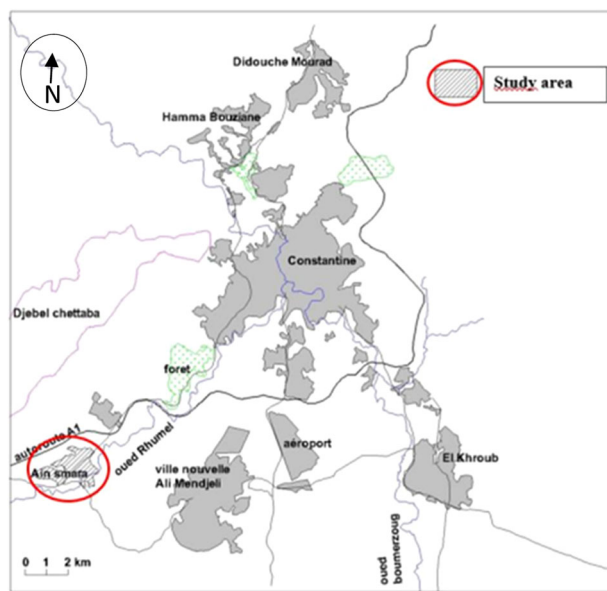 Didouche Mourad
N
Study area
Hamma Bouziane
Constantine
Djebel chettaba
foret
autoroute A1
Ain smara
oued Rhumel
ville nouvelle
Ali Mendjeli
aéroport
El Khroub
oued
boumerzoug
0 1 2 km